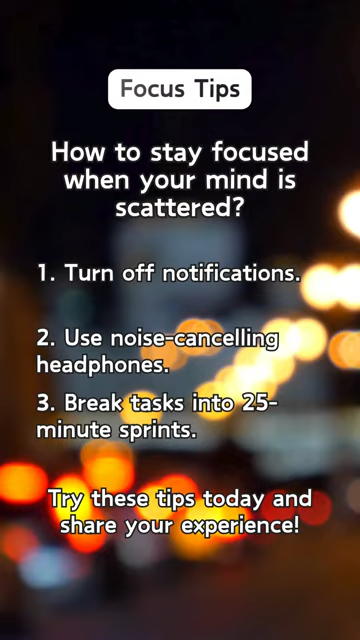 Focus Tips
How to stay focused
when your mind is
scattered?
1. Turn off notifications.
2. Use noise-cancelling
headphones.
3. Break tasks into 25-
minute sprints.
Try these tips today and
share your experience!